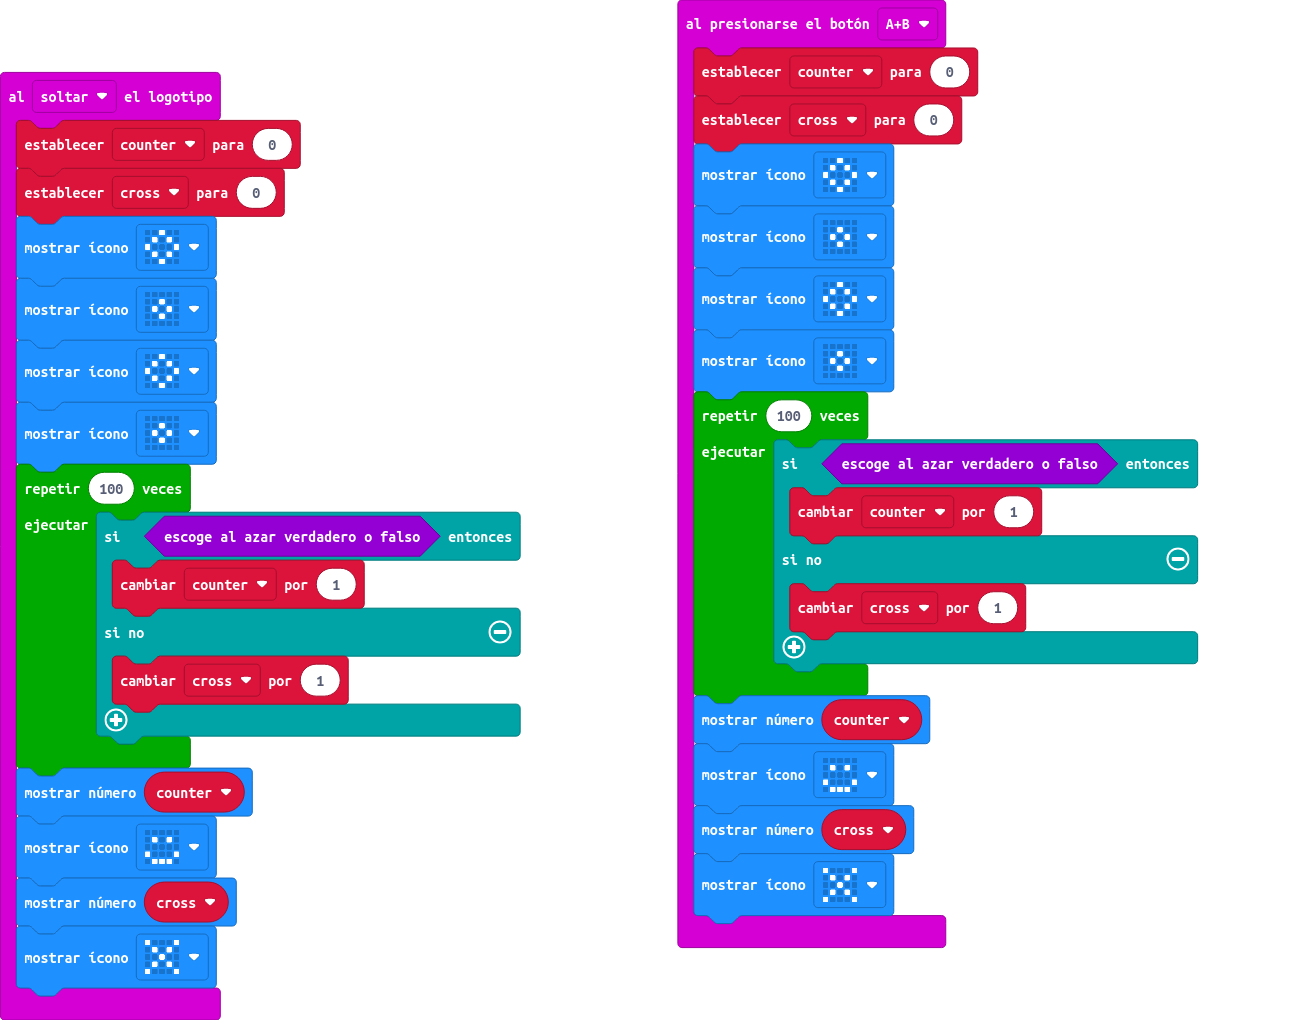 al soltar el logotipo
establecer counter para 0
establecer cross para 0
mostrar ícono
mostrar ícono
mostrar ícono
mostrar ícono
repetir 100 veces
ejecutar
si escoge al azar verdadero o falso entonces
cambiar counter por 1
si no
cambiar cross por 1
mostrar número counter
mostrar ícono
mostrar número cross
mostrar ícono
al presionarse el botón A+B
establecer counter para 0
establecer cross para 0
mostrar ícono
mostrar ícono
mostrar ícono
mostrar ícono
repetir 100 veces
ejecutar
si escoge al azar verdadero o falso entonces
cambiar counter por 1
si no
cambiar cross por 1
mostrar número counter
mostrar ícono
mostrar número cross
mostrar ícono